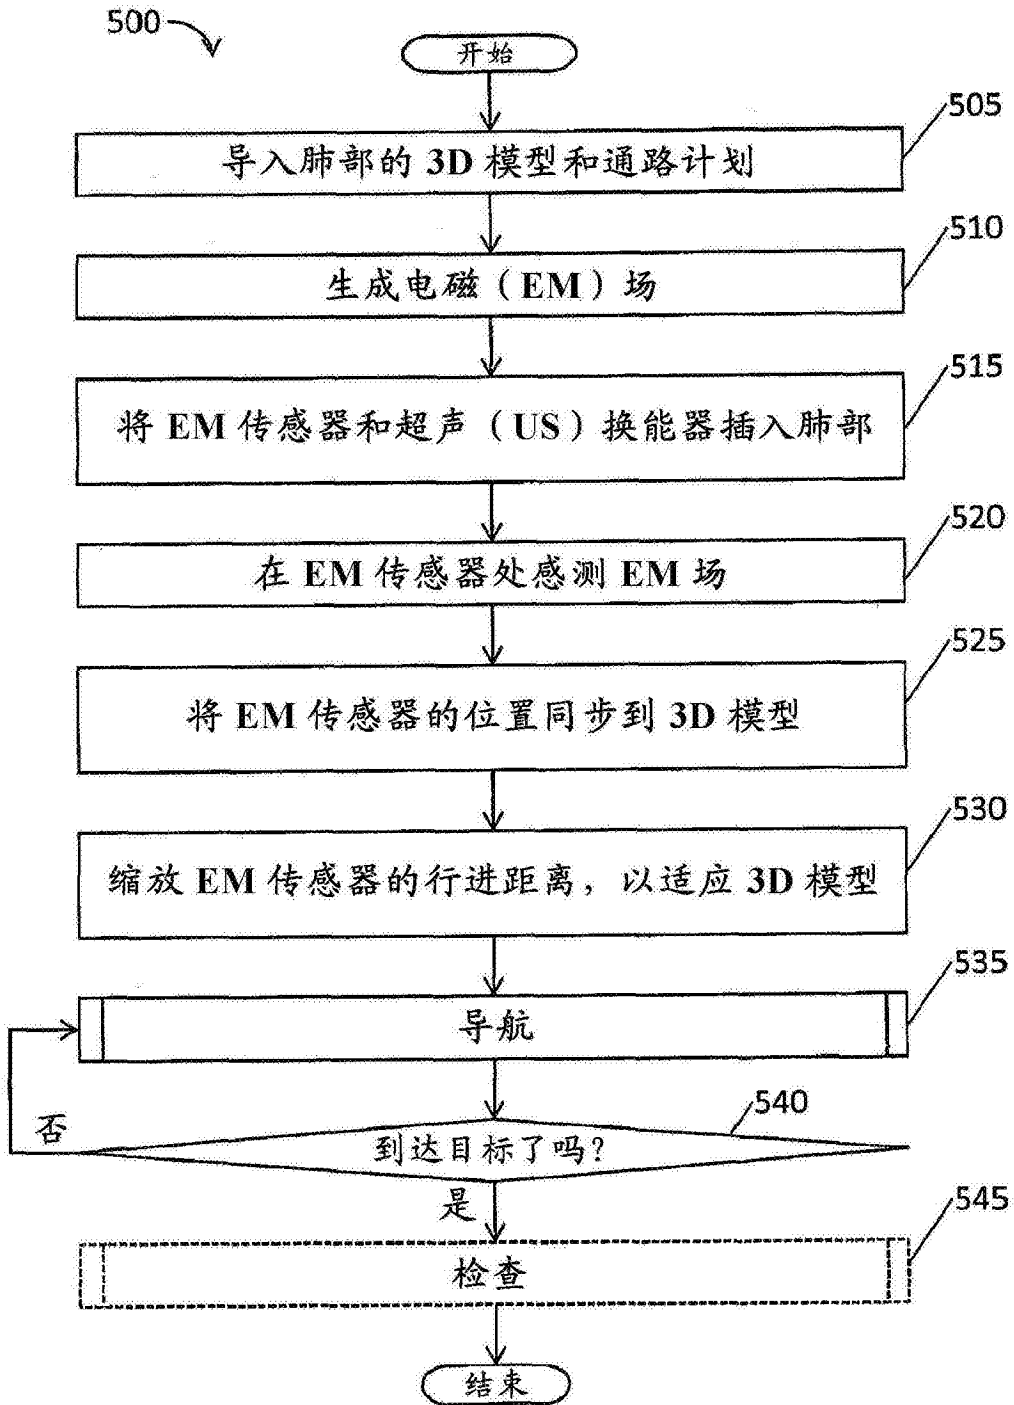 500
开始
505
导入肺部的 3D 模型和通路计划
510
生成电磁（EM）场
515
将 EM 传感器和超声（US）换能器插入肺部
520
在 EM 传感器处感测 EM 场
525
将 EM 传感器的位置同步到 3D 模型
530
缩放 EM 传感器的行进距离，以适应 3D 模型
535
导航
540
到达目标了吗？
否
是
545
检查
结束